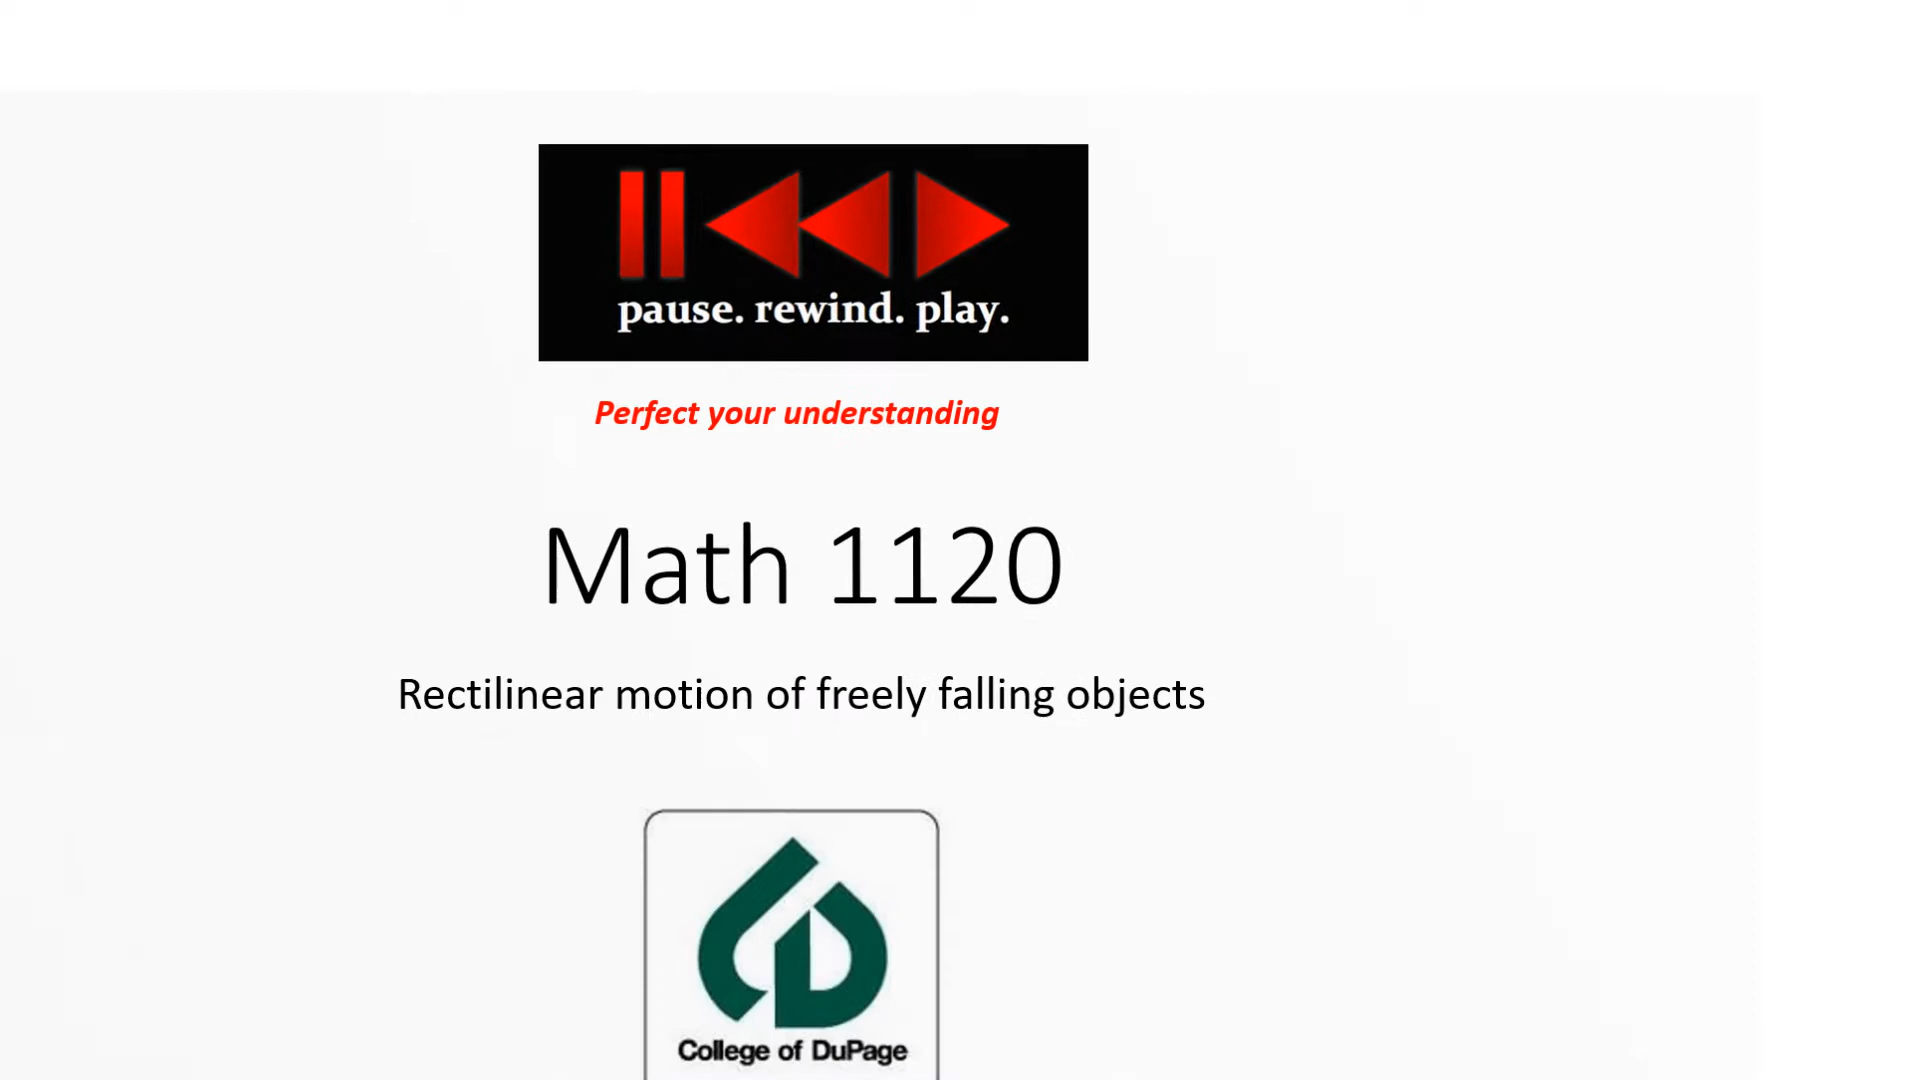 pause. rewind. play.
Perfect your understanding
Math 1120
Rectilinear motion of freely falling objects
College of DuPage